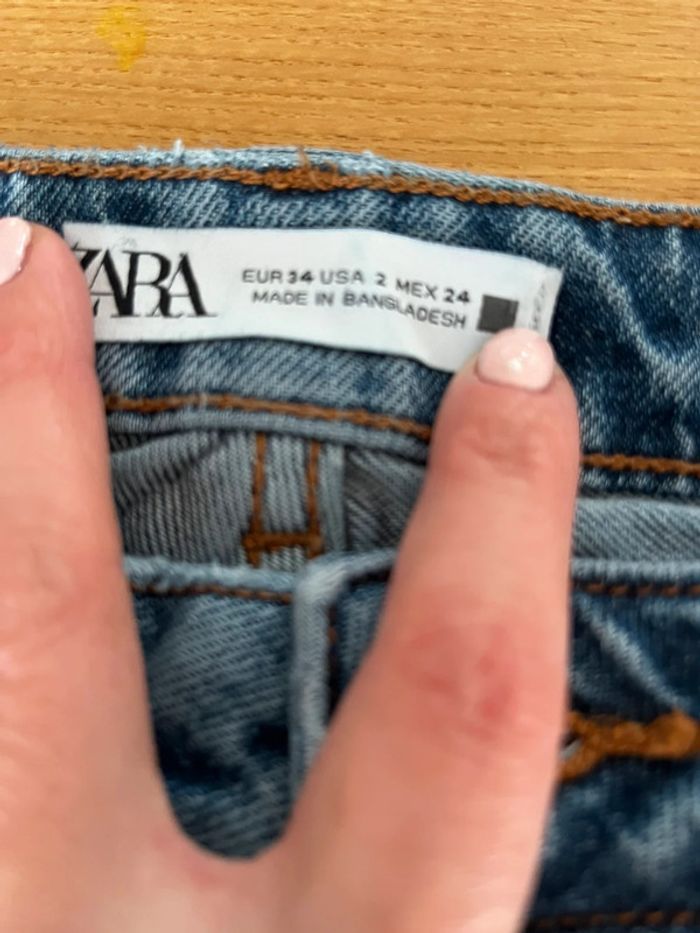 ZARA
EUR 34 USA 2 MEX 24
MADE IN BANGLADESH